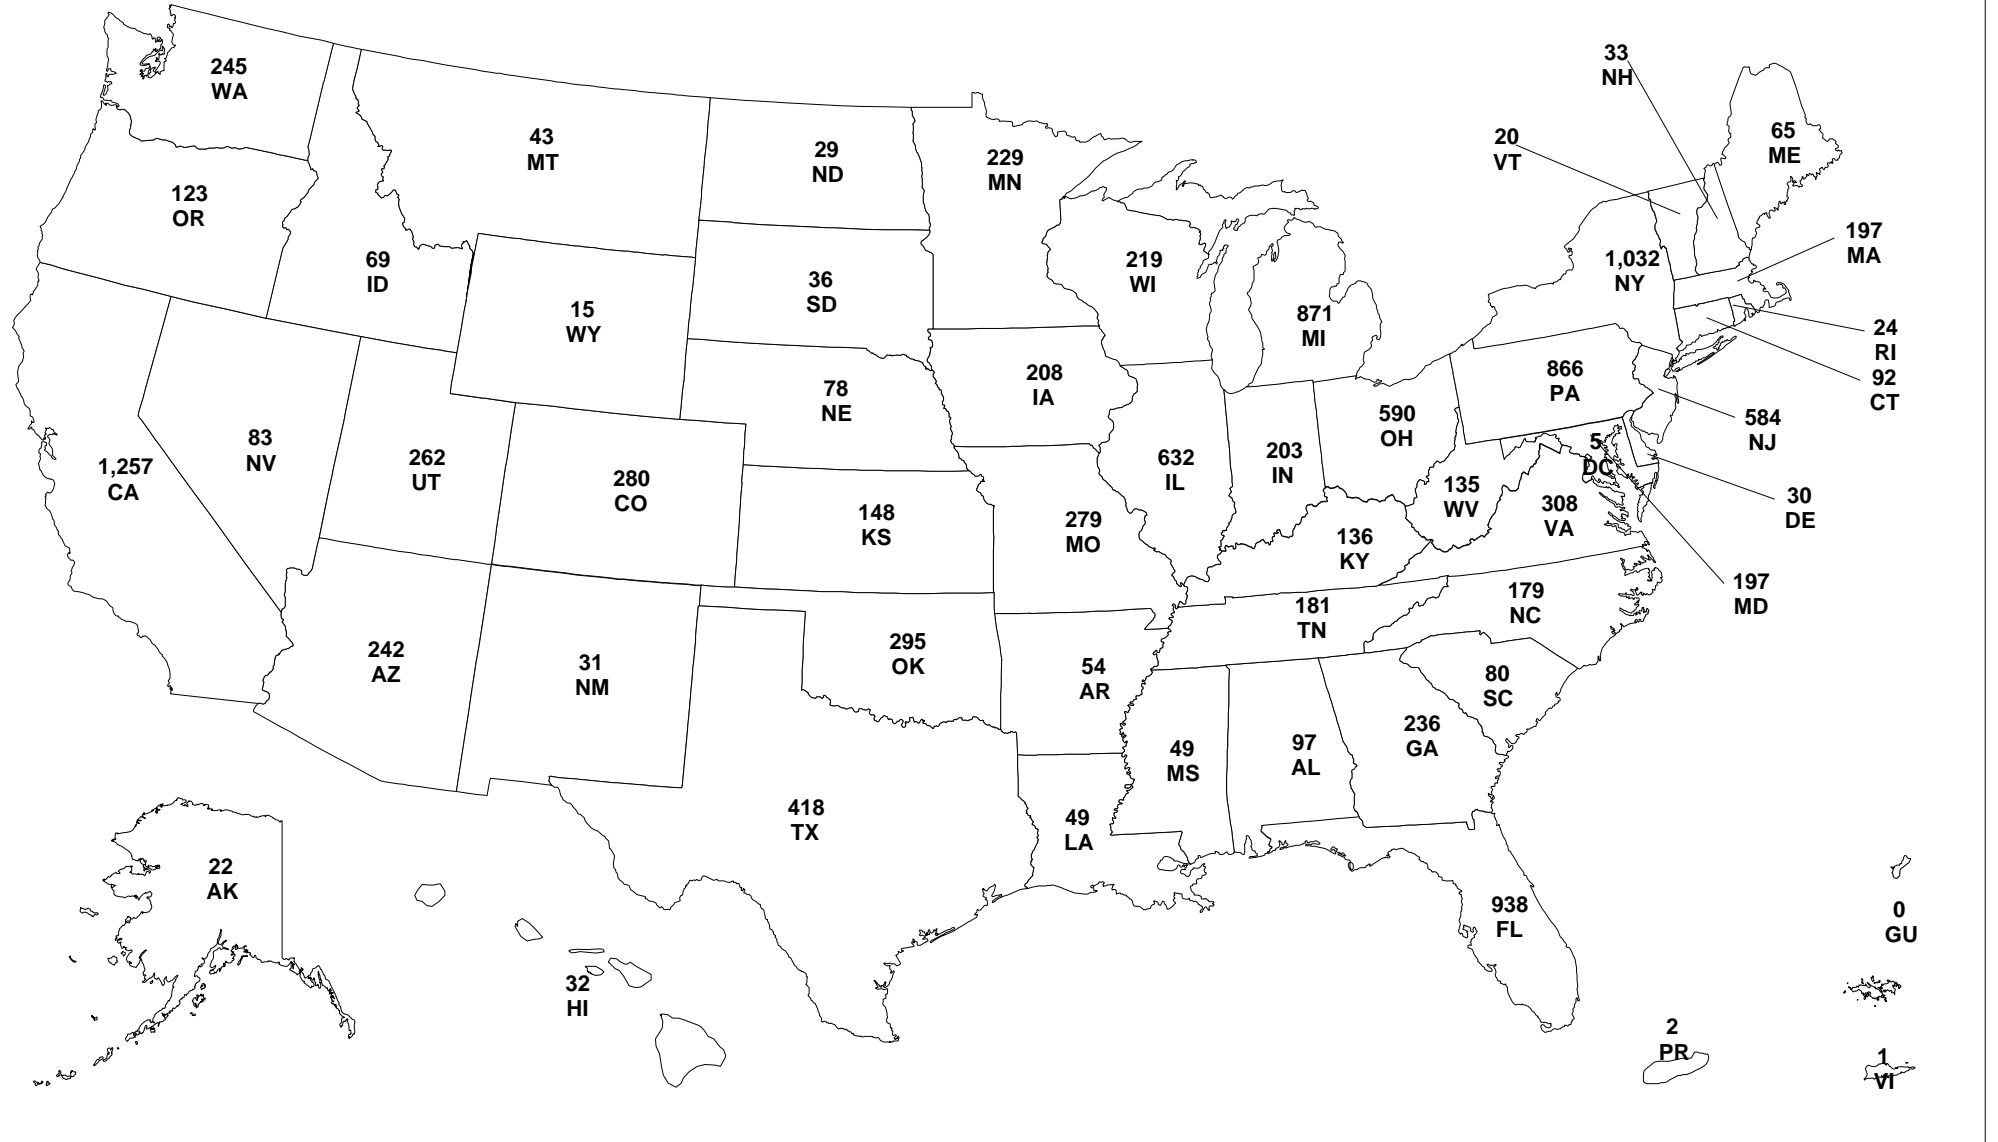 33
NH
245
WA
65
ME
43
MT
20
VT
29
ND
229
MN
123
OR
197
MA
69
ID
219
WI
1,032
NY
36
SD
15
WY
871
MI
24
RI
866
PA
208
IA
92
CT
78
NE
590
OH
584
NJ
83
NV
5
DC
203
IN
262
UT
632
IL
1,257
CA
280
CO
135
WV
30
DE
308
VA
148
KS
279
MO
136
KY
197
MD
179
NC
181
TN
295
OK
242
AZ
31
NM
54
AR
80
SC
236
GA
97
AL
49
MS
418
TX
49
LA
22
AK
938
FL
0
GU
32
HI
2
PR
1
VI